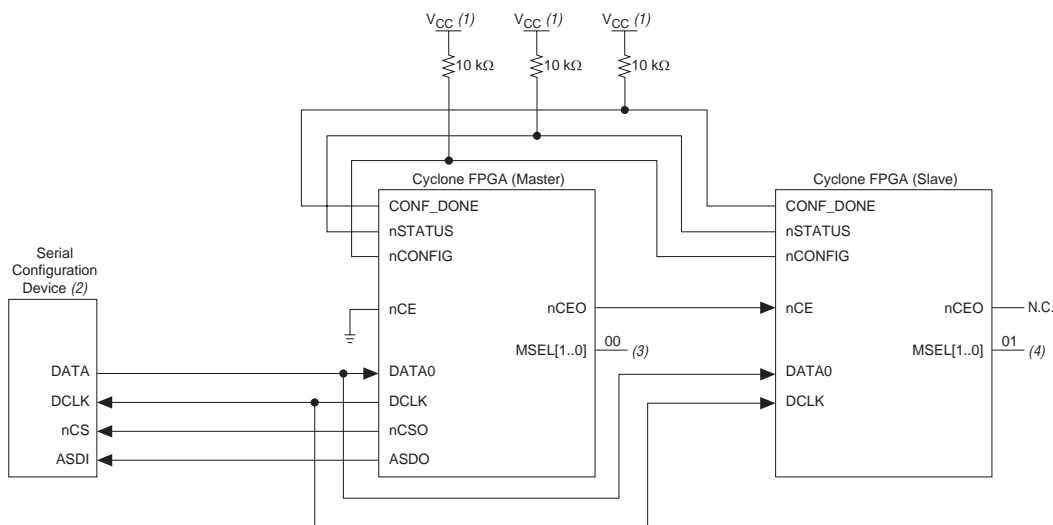 VCC (1)
VCC (1)
VCC (1)
10 kΩ
10 kΩ
10 kΩ
Cyclone FPGA (Master)
Cyclone FPGA (Slave)
CONF_DONE
nSTATUS
nCONFIG
nCE
nCEO
MSEL[1..0]
00
(3)
DATA0
DCLK
nCSO
ASDO
CONF_DONE
nSTATUS
nCONFIG
nCE
nCEO
N.C.
MSEL[1..0]
01
(4)
DATA0
DCLK
Serial
Configuration
Device (2)
DATA
DCLK
nCS
ASDI